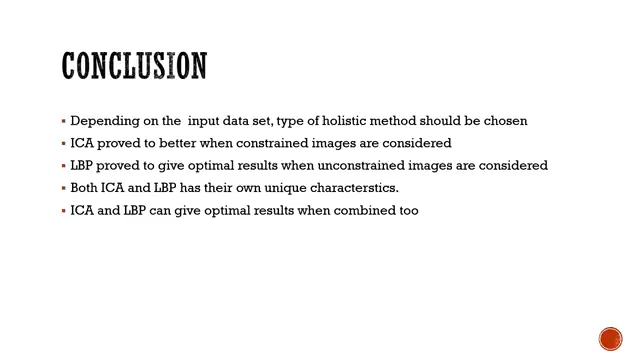 CONCLUSION
▪ Depending on the input data set, type of holistic method should be chosen
▪ ICA proved to better when constrained images are considered
▪ LBP proved to give optimal results when unconstrained images are considered
▪ Both ICA and LBP has their own unique characterstics.
▪ ICA and LBP can give optimal results when combined too